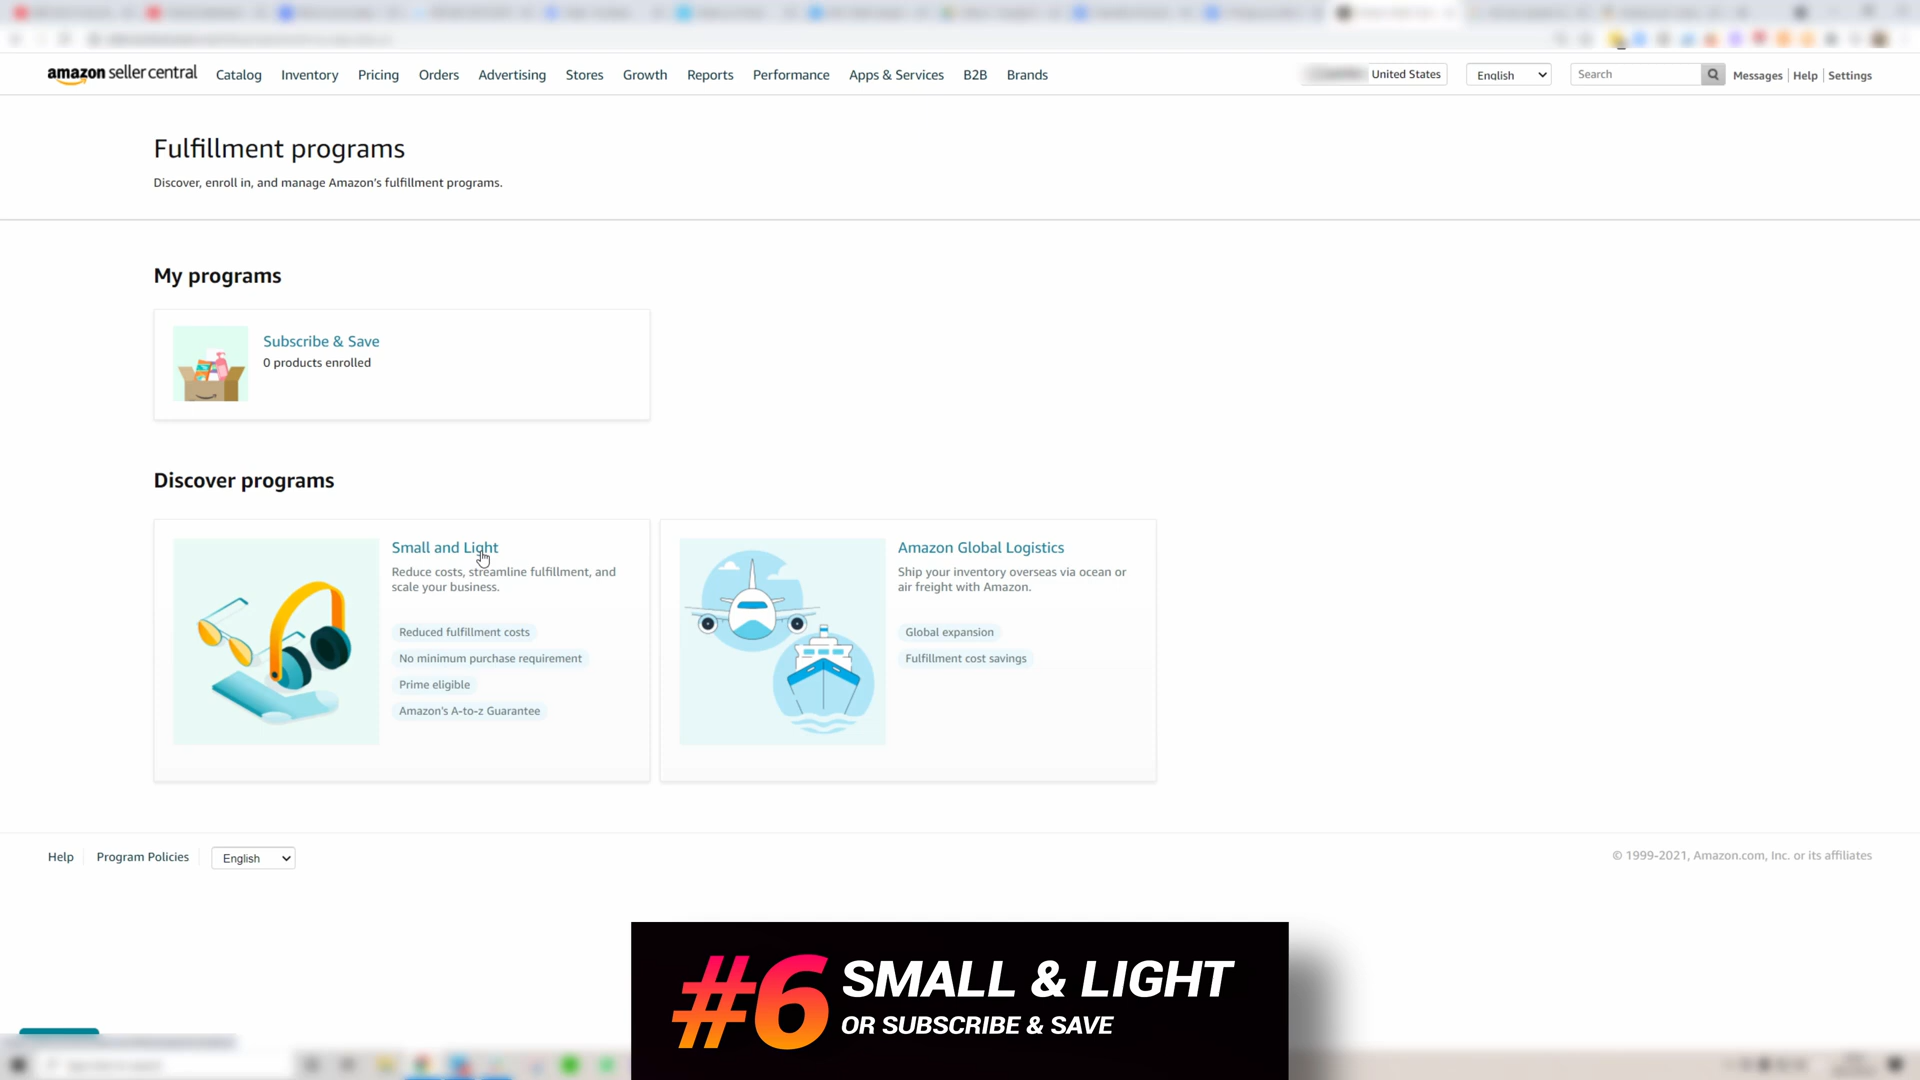 amazon seller central
Catalog Inventory Pricing Orders Advertising Stores Growth Reports Performance Apps & Services B2B Brands
United States
English
Search
Messages Help Settings
Fulfillment programs
Discover, enroll in, and manage Amazon's fulfillment programs.
My programs
Subscribe & Save
0 products enrolled
Discover programs
Small and Light
Reduce costs, streamline fulfillment, and
scale your business.
Reduced fulfillment costs
No minimum purchase requirement
Prime eligible
Amazon's A-to-z Guarantee
Amazon Global Logistics
Ship your inventory overseas via ocean or
air freight with Amazon.
Global expansion
Fulfillment cost savings
Help Program Policies English
© 1999-2021, Amazon.com, Inc. or its affiliates
#6 SMALL & LIGHT
OR SUBSCRIBE & SAVE